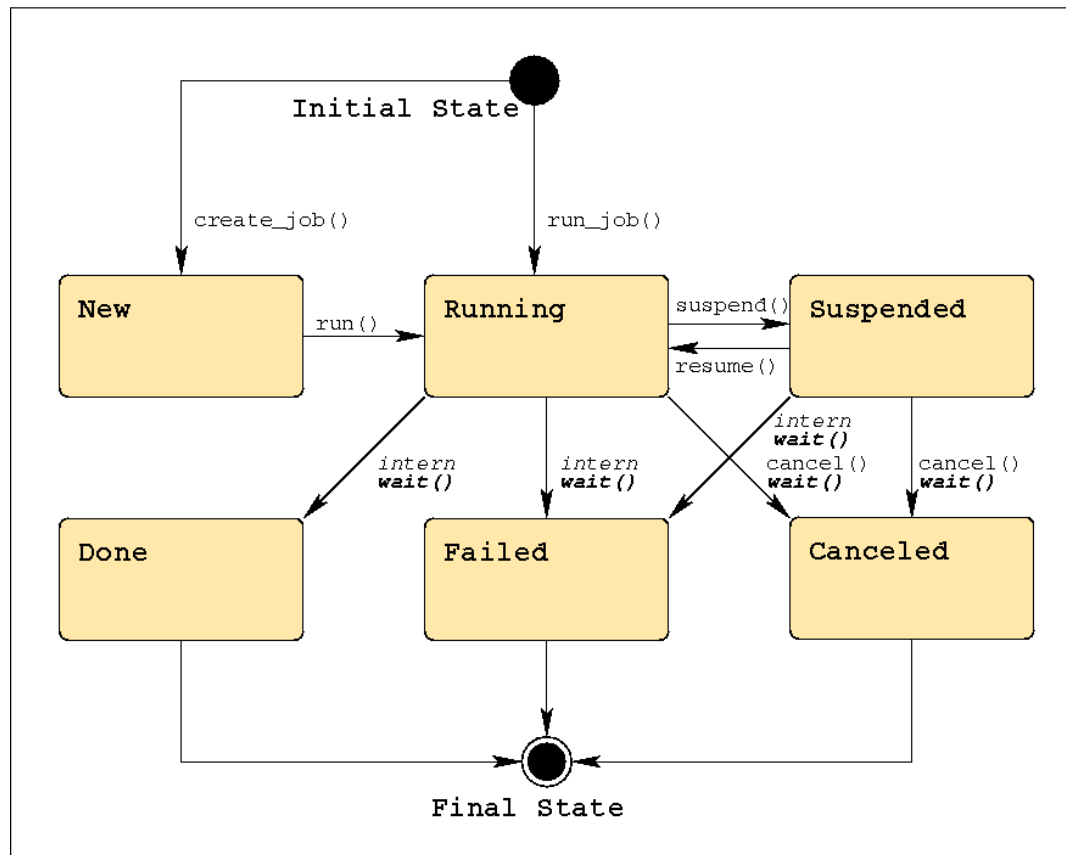 Initial State
create_job()
run_job()
New
Running
Suspended
run()
suspend()
resume()
intern
wait()
intern
wait()
intern
wait()
cancel()
wait()
cancel()
wait()
Done
Failed
Canceled
Final State